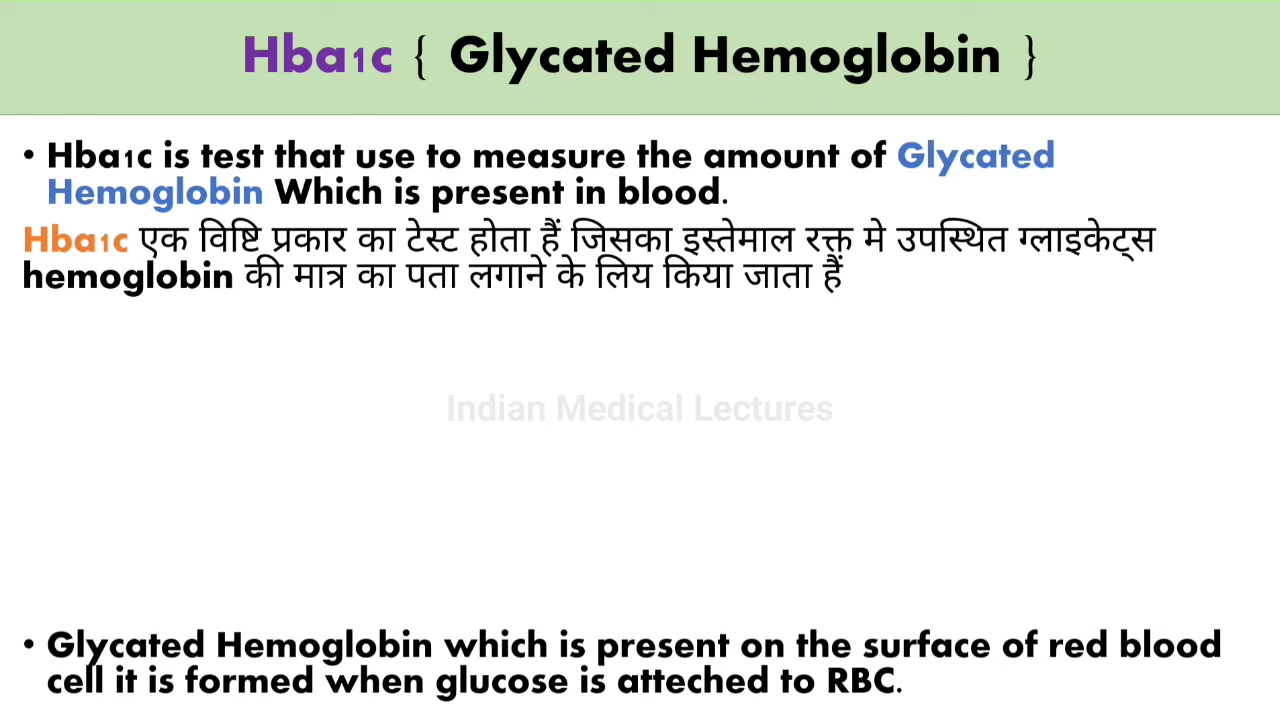 Hba1c { Glycated Hemoglobin }
• Hba1c is test that use to measure the amount of Glycated
Hemoglobin Which is present in blood.
Hba1c एक विष्टि प्रकार का टेस्ट होता हैं जिसका इस्तेमाल रक्त मे उपस्थित ग्लाइकेट्स
hemoglobin की मात्र का पता लगाने के लिय किया जाता हैं
Indian Medical Lectures
• Glycated Hemoglobin which is present on the surface of red blood
cell it is formed when glucose is atteched to RBC.